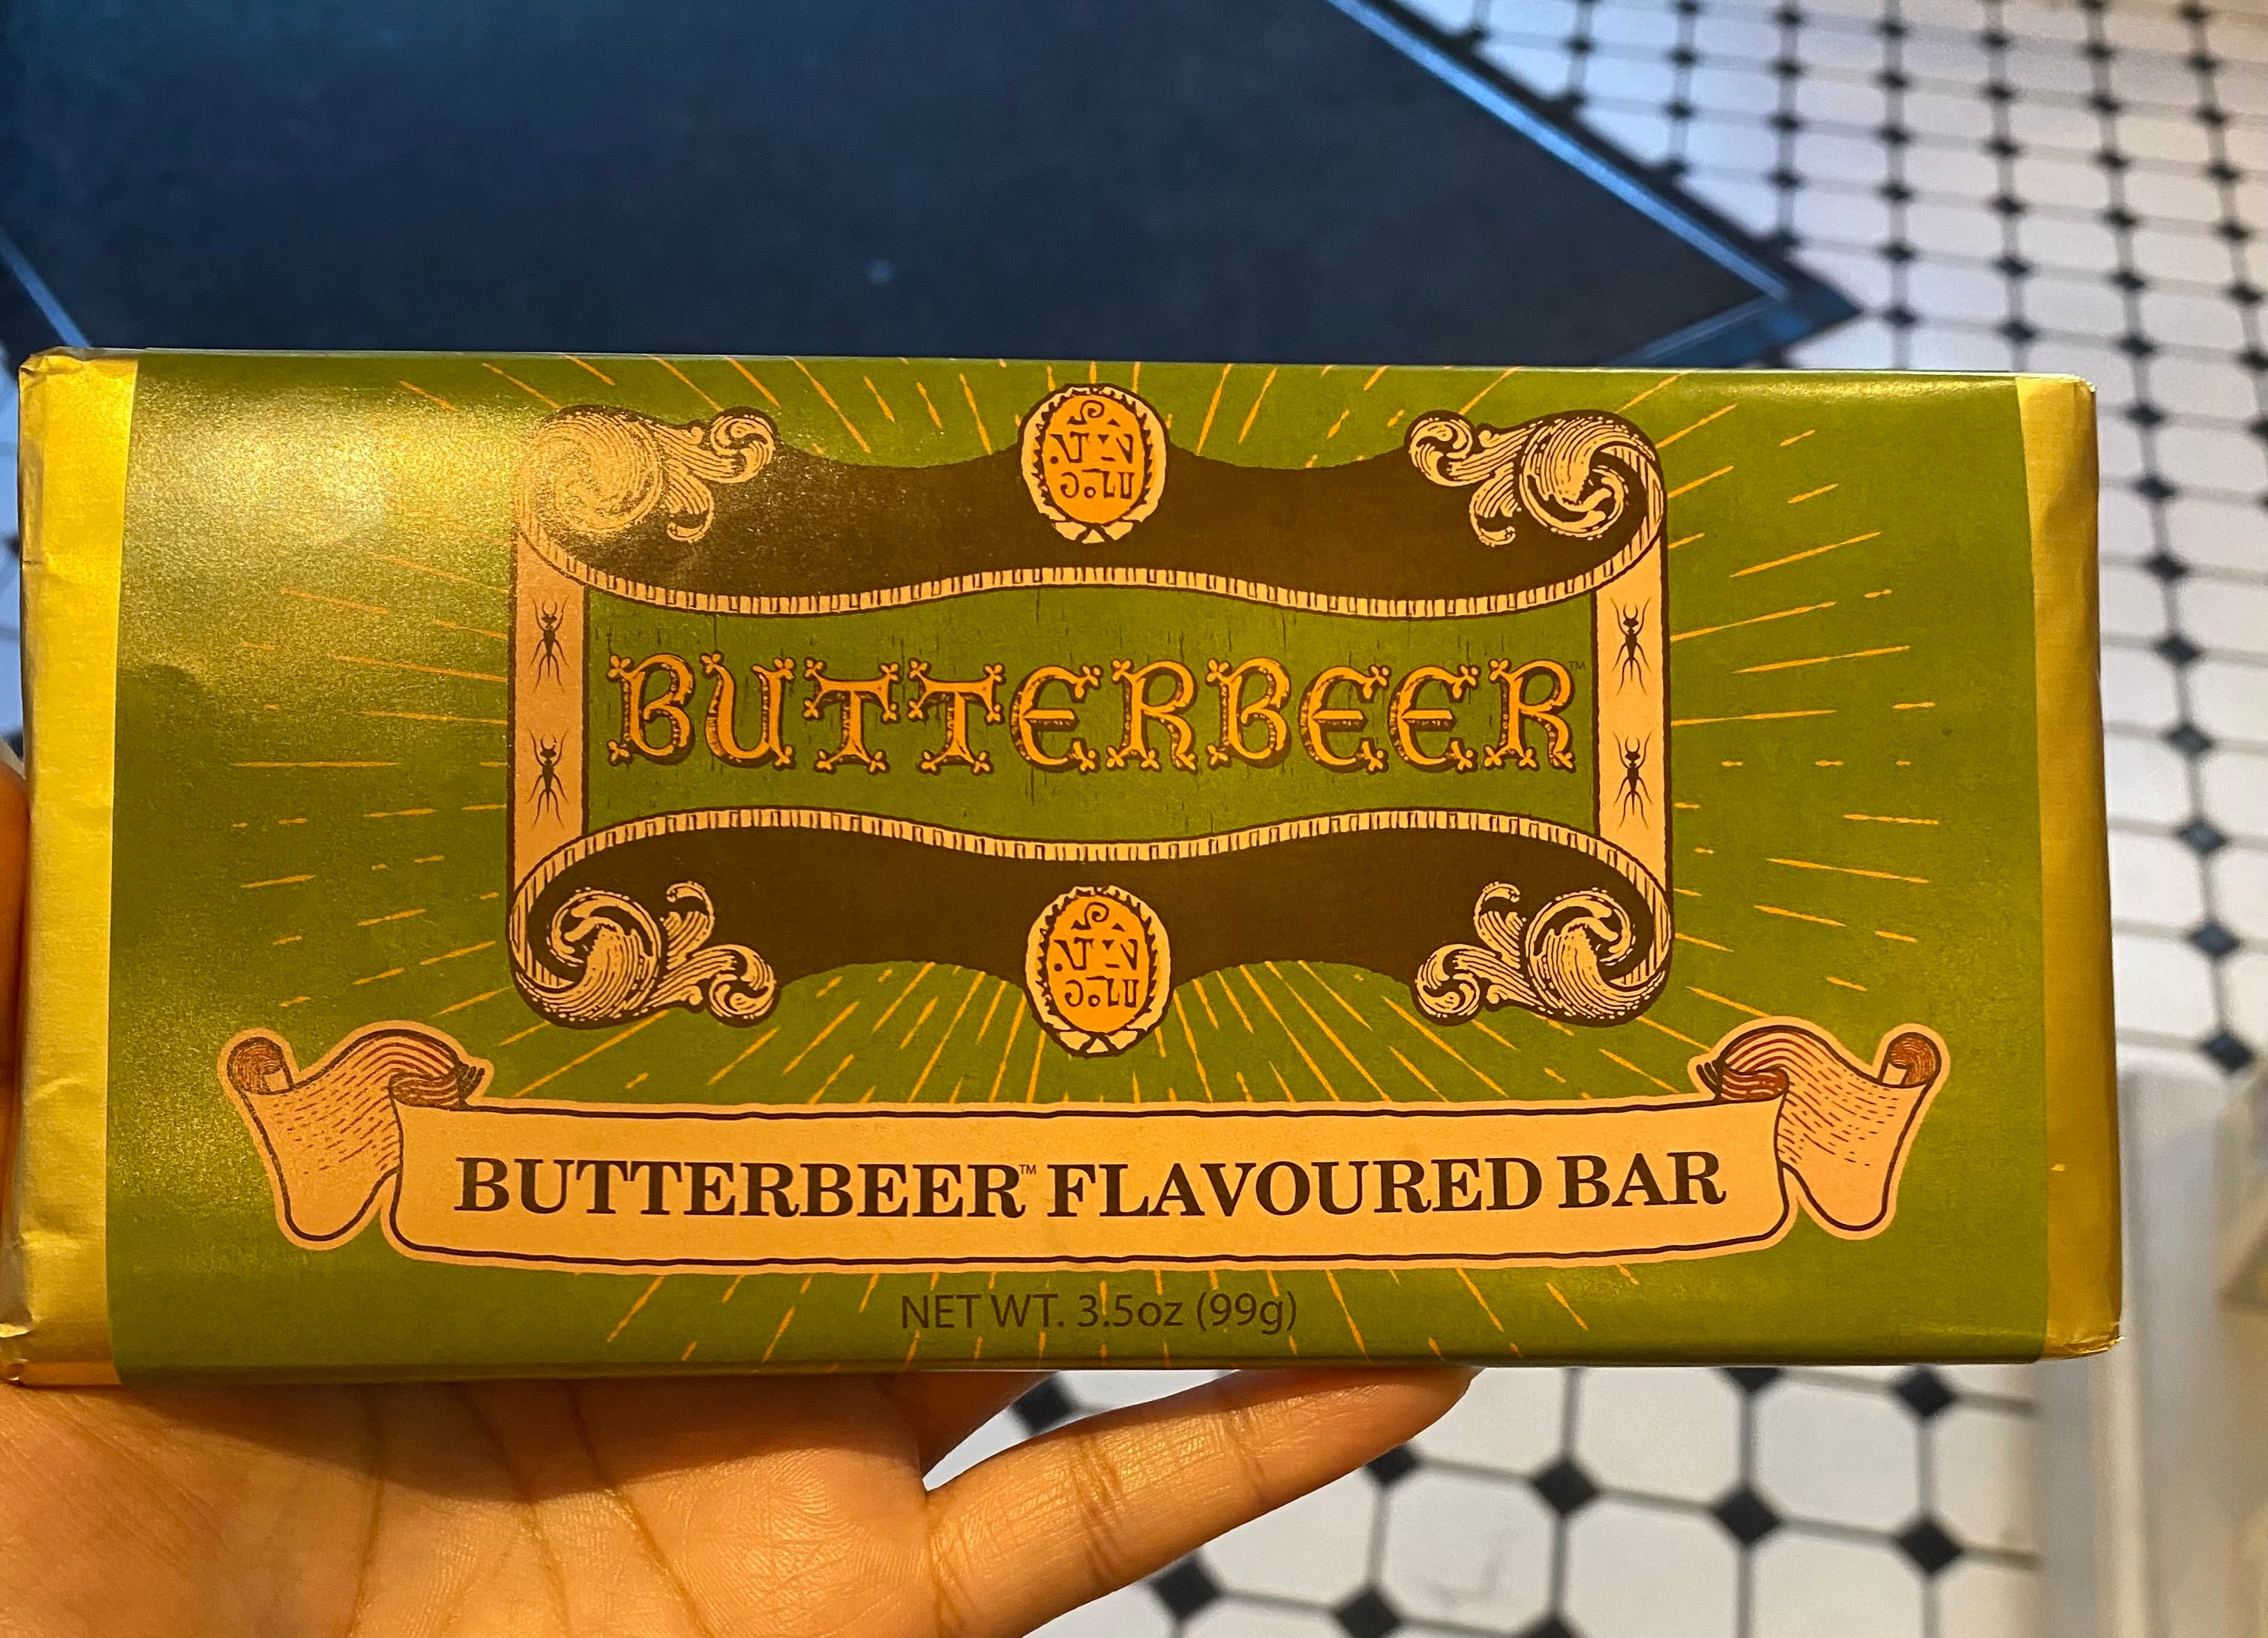 BUTTERBEER™
BUTTERBEER™ FLAVOURED BAR
NET WT. 3.5oz (99g)